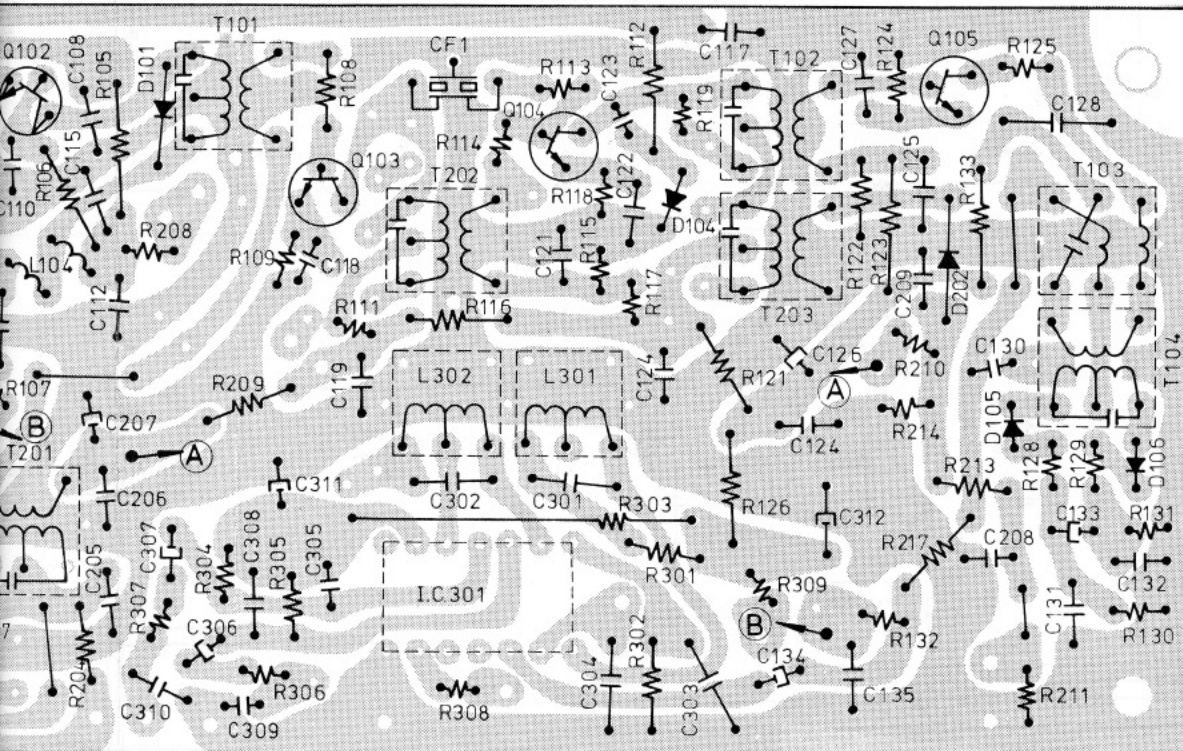 T101
Q102
C108
R105
D101
R108
CF1
R113
C123
R112
C117
T102
C127
R124
Q105
R125
Q104
R119
C128
C115
R106
C110
Q103
R114
T202
R118
C122
C125
R133
T103
L104
R208
R109
C118
C121
R115
D104
R122
R123
C209
D202
C112
R111
R116
R117
T203
T104
R107
R209
C119
L302
L301
C124
R121
C126
A
R210
C130
B
C207
T201
A
C124
R214
D105
C206
C311
C302
C301
R303
R126
C312
R213
R128
R129
D106
C307
R304
C308
R305
C305
R301
R217
C208
C133
R131
C205
R307
I.C.301
R309
C132
7
C306
R302
B
R132
C131
R130
R204
C310
R306
C309
R308
C304
C303
C134
C135
R211